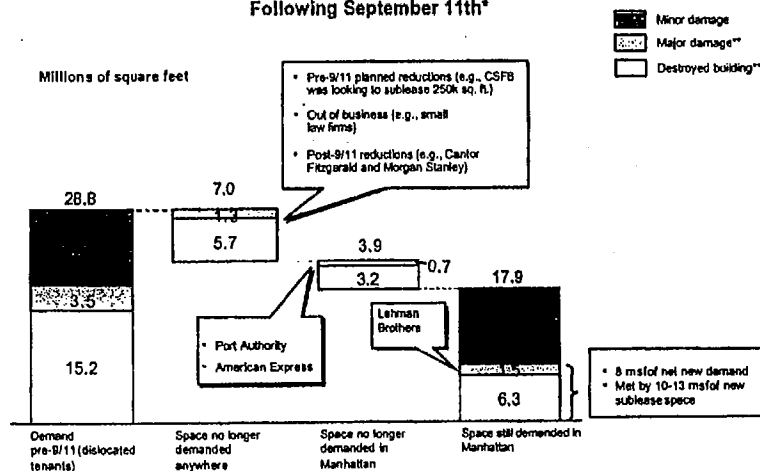 Following September 11th*
Minor damage
Major damage**
Destroyed building**
Millions of square feet
• Pre-9/11 planned reductions (e.g., CSFB
was looking to sublease 250k sq. ft.)
• Out of business (e.g., small
law firms)
• Post-9/11 reductions (e.g., Cantor
Fitzgerald and Morgan Stanley)
28.8
3.5
15.2
7.0
1.3
5.7
3.9
0.7
3.2
17.9
6.3
• Port Authority
• American Express
Lehman
Brothers
• 8 msf of net new demand
• Met by 10-13 msf of new
sublease space
Demand
pre-9/11 (dislocated
tenants)
Space no longer
demanded
anywhere
Space no longer
demanded in
Manhattan
Space still demanded in
Manhattan